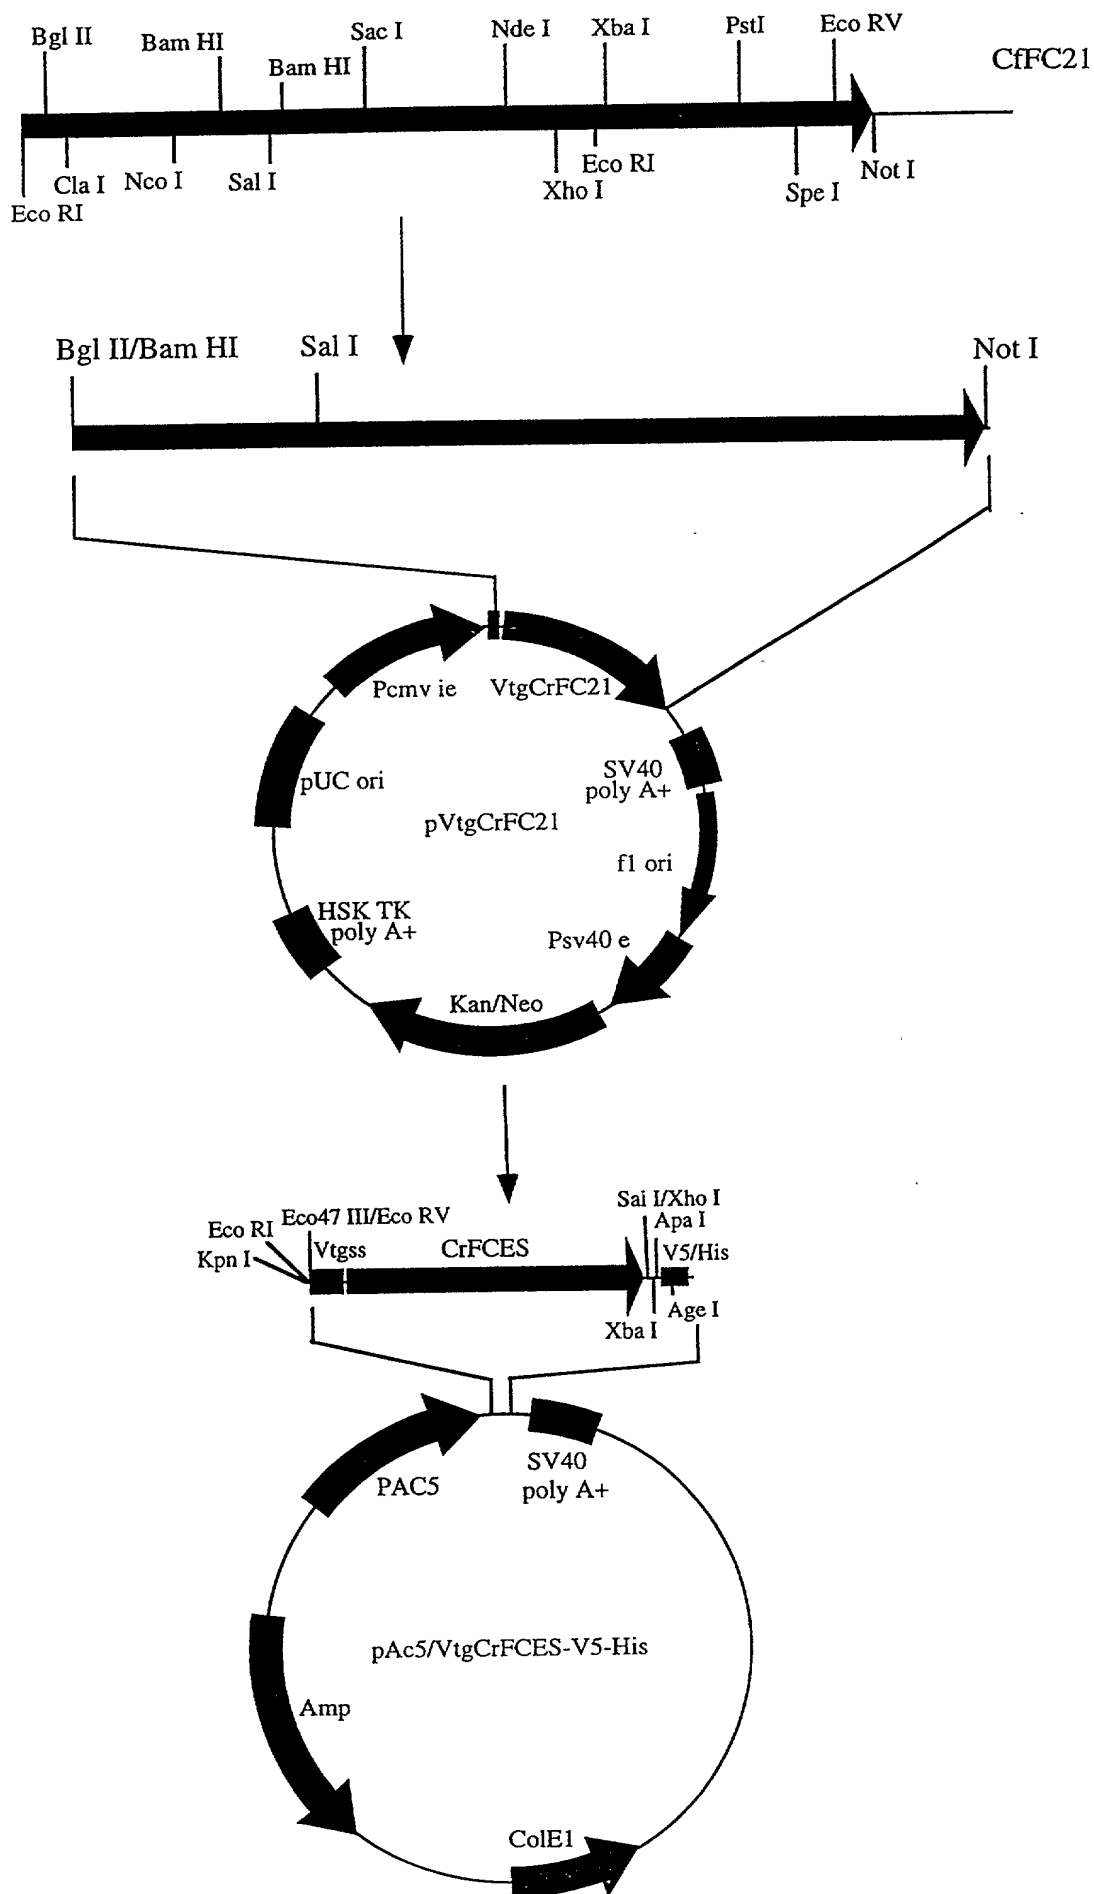 Bgl II
Bam HI
Bam HI
Sac I
Nde I
Xba I
PstI
Eco RV
CfFC21
Eco RI
Cla I
Nco I
Sal I
Xho I
Eco RI
Spe I
Not I
Bgl II/Bam HI
Sal I
Not I
Pcmv ie
VtgCrFC21
pUC ori
SV40
poly A+
pVtgCrFC21
f1 ori
HSK TK
poly A+
Psv40 e
Kan/Neo
Sai I/Xho I
Eco47 III/Eco RV
Apa I
Eco RI
Kpn I
Vtgss
CrFCES
V5/His
Age I
Xba I
PAC5
SV40
poly A+
pAc5/VtgCrFCES-V5-His
Amp
ColE1